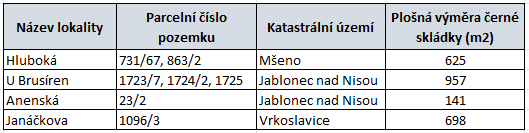 Název lokality Parcelní číslo pozemku Katastrální území Plošná výměra černé skládky (m2)
Hluboká 731/67, 863/2 Mšeno 625
U Brusíren 1723/7, 1724/2, 1725 Jablonec nad Nisou 957
Anenská 23/2 Jablonec nad Nisou 141
Janáčkova 1096/3 Vrkoslavice 698